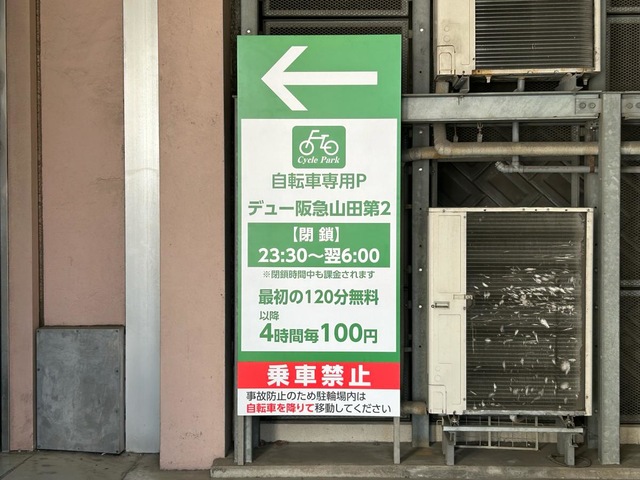 Cycle Park
自転車専用P
デュー阪急山田第2
【閉鎖】
23:30～翌6:00
※閉鎖時間中も課金されます
最初の120分無料
以降
4時間毎100円
乗車禁止
事故防止のため駐輪場内は
自転車を降りて移動してください